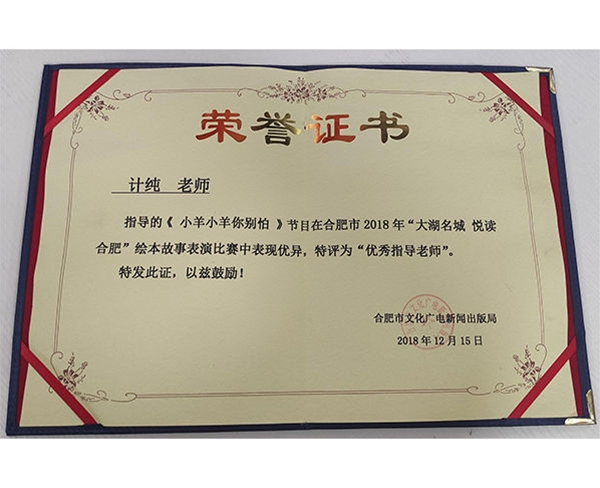 荣誉证书
计纯 老师
指导的《 小羊小羊你别怕 》节目在合肥市 2018 年“大湖名城 悦读
合肥”绘本故事表演比赛中表现优异，特评为“优秀指导老师”。
特发此证，以兹鼓励！
合肥市文化广电新闻出版局
2018 年 12 月 15 日